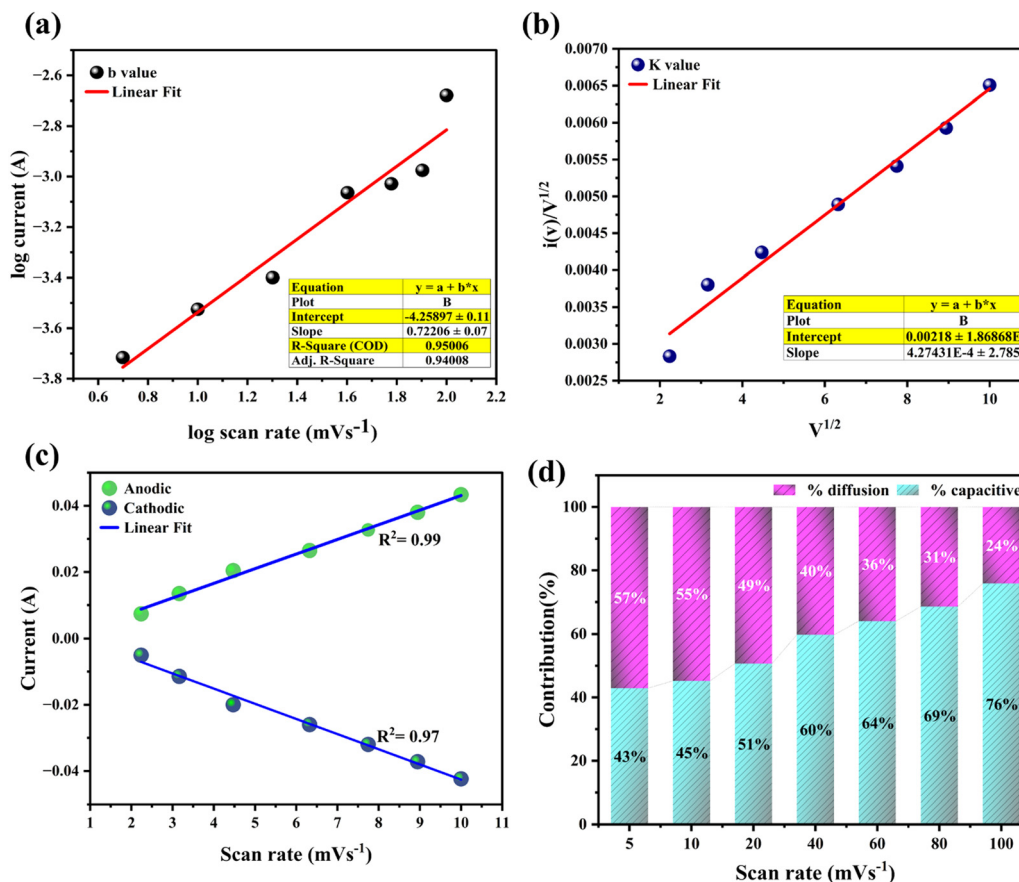 (a)
−2.6
−2.8
−3.0
−3.2
−3.4
−3.6
−3.8
log current (A)
b value
Linear Fit
Equation y = a + b*x
Plot B
Intercept -4.25897 ± 0.11
Slope 0.72206 ± 0.07
R-Square (COD) 0.95006
Adj. R-Square 0.94008
0.6 0.8 1.0 1.2 1.4 1.6 1.8 2.0 2.2
log scan rate (mVs⁻¹)
(b)
0.0070
0.0065
0.0060
0.0055
0.0050
0.0045
0.0040
0.0035
0.0030
0.0025
i(v)/V^1/2
K value
Linear Fit
Equation y = a + b*x
Plot B
Intercept 0.00218 ± 1.86868E
Slope 4.27431E-4 ± 2.785
2 4 6 8 10
V^1/2
(c)
0.04
0.02
0.00
−0.02
−0.04
Current (A)
Anodic
Cathodic
Linear Fit
R²= 0.99
R²= 0.97
1 2 3 4 5 6 7 8 9 10 11
Scan rate (mVs⁻¹)
(d)
100
80
60
40
20
0
Contribution(%)
% diffusion % capacitive
57% 55% 49% 40% 36% 31% 24%
43% 45% 51% 60% 64% 69% 76%
5 10 20 40 60 80 100
Scan rate (mVs⁻¹)